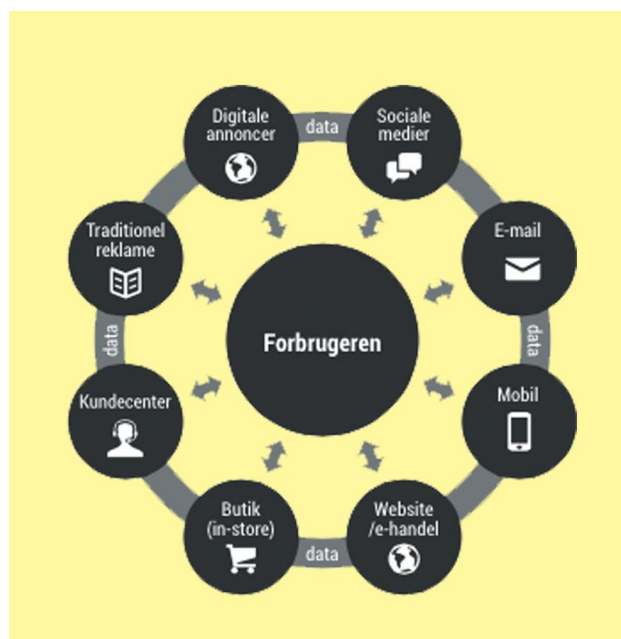 Digitale
annoncer
data
Sociale
medier
Traditionel
reklame
E-mail
data
Forbrugeren
data
Kundecenter
Mobil
Butik
(in-store)
Website
/e-handel
data